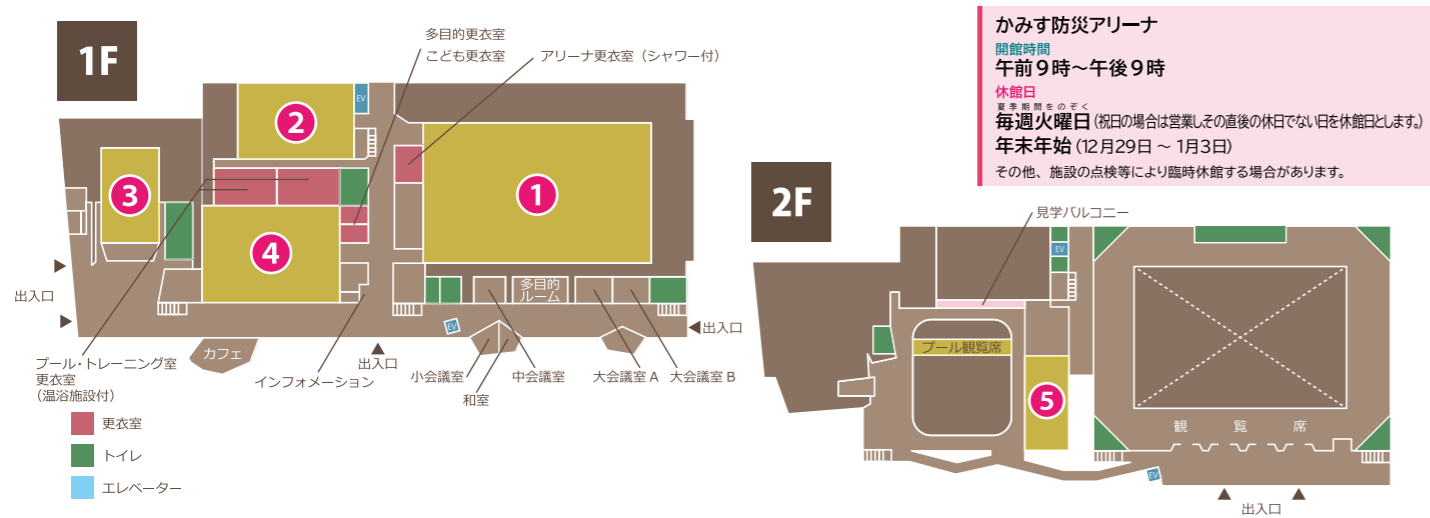 1F
多目的更衣室
こども更衣室
アリーナ更衣室(シャワー付)
EV
2
3
1
4
多目的
ルーム
出入口
EV
出入口
カフェ
出入口
プール・トレーニング室
更衣室
(温浴施設付)
インフォメーション
小会議室
和室
中会議室
大会議室 A
大会議室 B
更衣室
トイレ
エレベーター
かみす防災アリーナ
開館時間
午前9時〜午後9時
休館日
夏季期間をのぞく
毎週火曜日(祝日の場合は営業しその直後の休日でない日を休館日とします。)
年末年始(12月29日 〜 1月3日)
その他、施設の点検等により臨時休館する場合があります。
2F
見学バルコニー
EV
プール観覧席
5
観覧席
EV
出入口